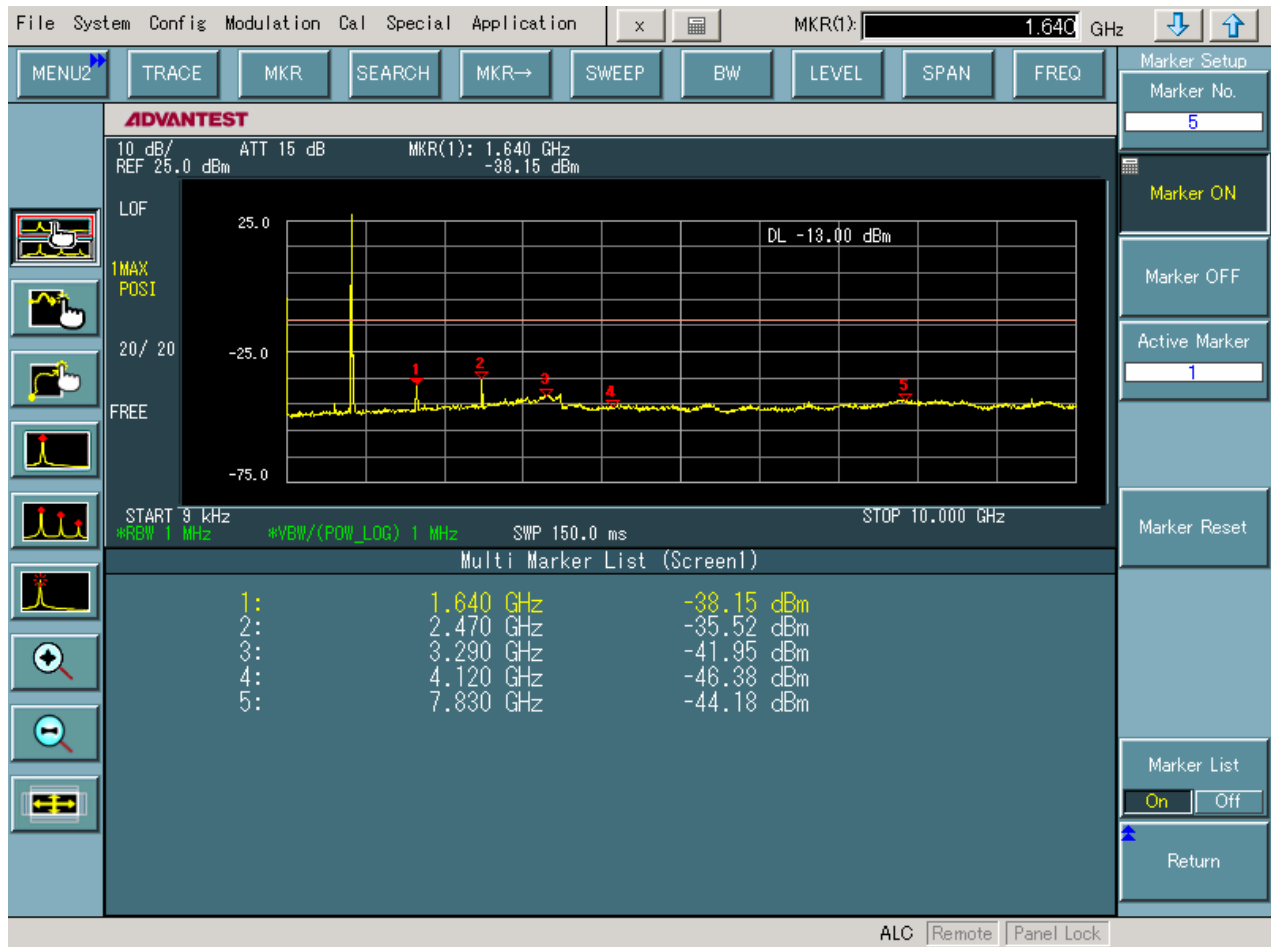 File System Config Modulation Cal Special Application x MKR(1): 1.640 GHz
MENU2 TRACE MKR SEARCH MKR→ SWEEP BW LEVEL SPAN FREQ
Marker Setup
Marker No.
5
Marker ON
Marker OFF
Active Marker
1
Marker Reset
Marker List
On Off
Return
ADVANTEST
10 dB/ ATT 15 dB MKR(1): 1.640 GHz
REF 25.0 dBm -38.15 dBm
LOF
25.0
DL -13.00 dBm
1MAX
POSI
20/ 20
-25.0
1 2 3 4 5
FREE
-75.0
START 9 kHz STOP 10.000 GHz
*RBW 1 MHz *VBW/(POW_LOG) 1 MHz SWP 150.0 ms
Multi Marker List (Screen1)
1: 1.640 GHz -38.15 dBm
2: 2.470 GHz -35.52 dBm
3: 3.290 GHz -41.95 dBm
4: 4.120 GHz -46.38 dBm
5: 7.830 GHz -44.18 dBm
ALC Remote Panel Lock